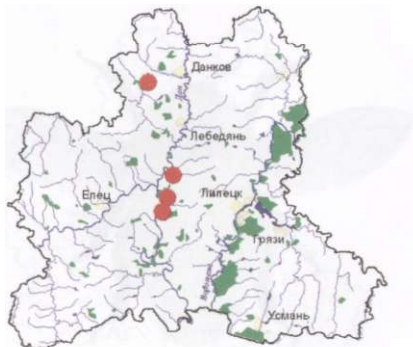 Данков
Лебедянь
Елец
Липецк
Грязи
Усмань